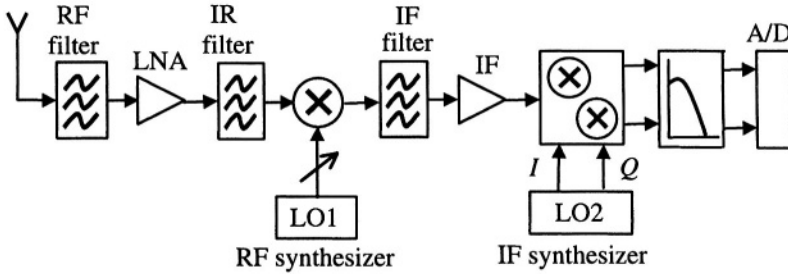 RF
filter
LNA
IR
filter
IF
filter
IF
A/D
I
Q
LO1
LO2
RF synthesizer
IF synthesizer